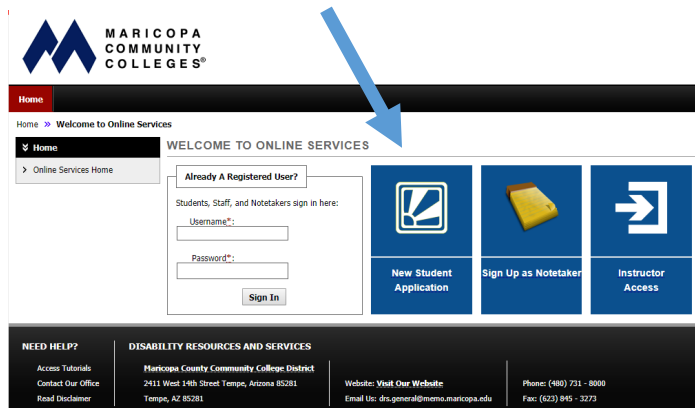 MARICOPA
COMMUNITY
COLLEGES®
Home
Home » Welcome to Online Services
Home
Online Services Home
WELCOME TO ONLINE SERVICES
Already A Registered User?
Students, Staff, and Notetakers sign in here:
Username*:
Password*:
Sign In
New Student
Application
Sign Up as Notetaker
Instructor
Access
NEED HELP?
Access Tutorials
Contact Our Office
Read Disclaimer
DISABILITY RESOURCES AND SERVICES
Maricopa County Community College District
2411 West 14th Street Tempe, Arizona 85281
Tempe, AZ 85281
Website: Visit Our Website
Email Us: drs.general@memo.maricopa.edu
Phone: (480) 731 - 8000
Fax: (623) 845 - 3273